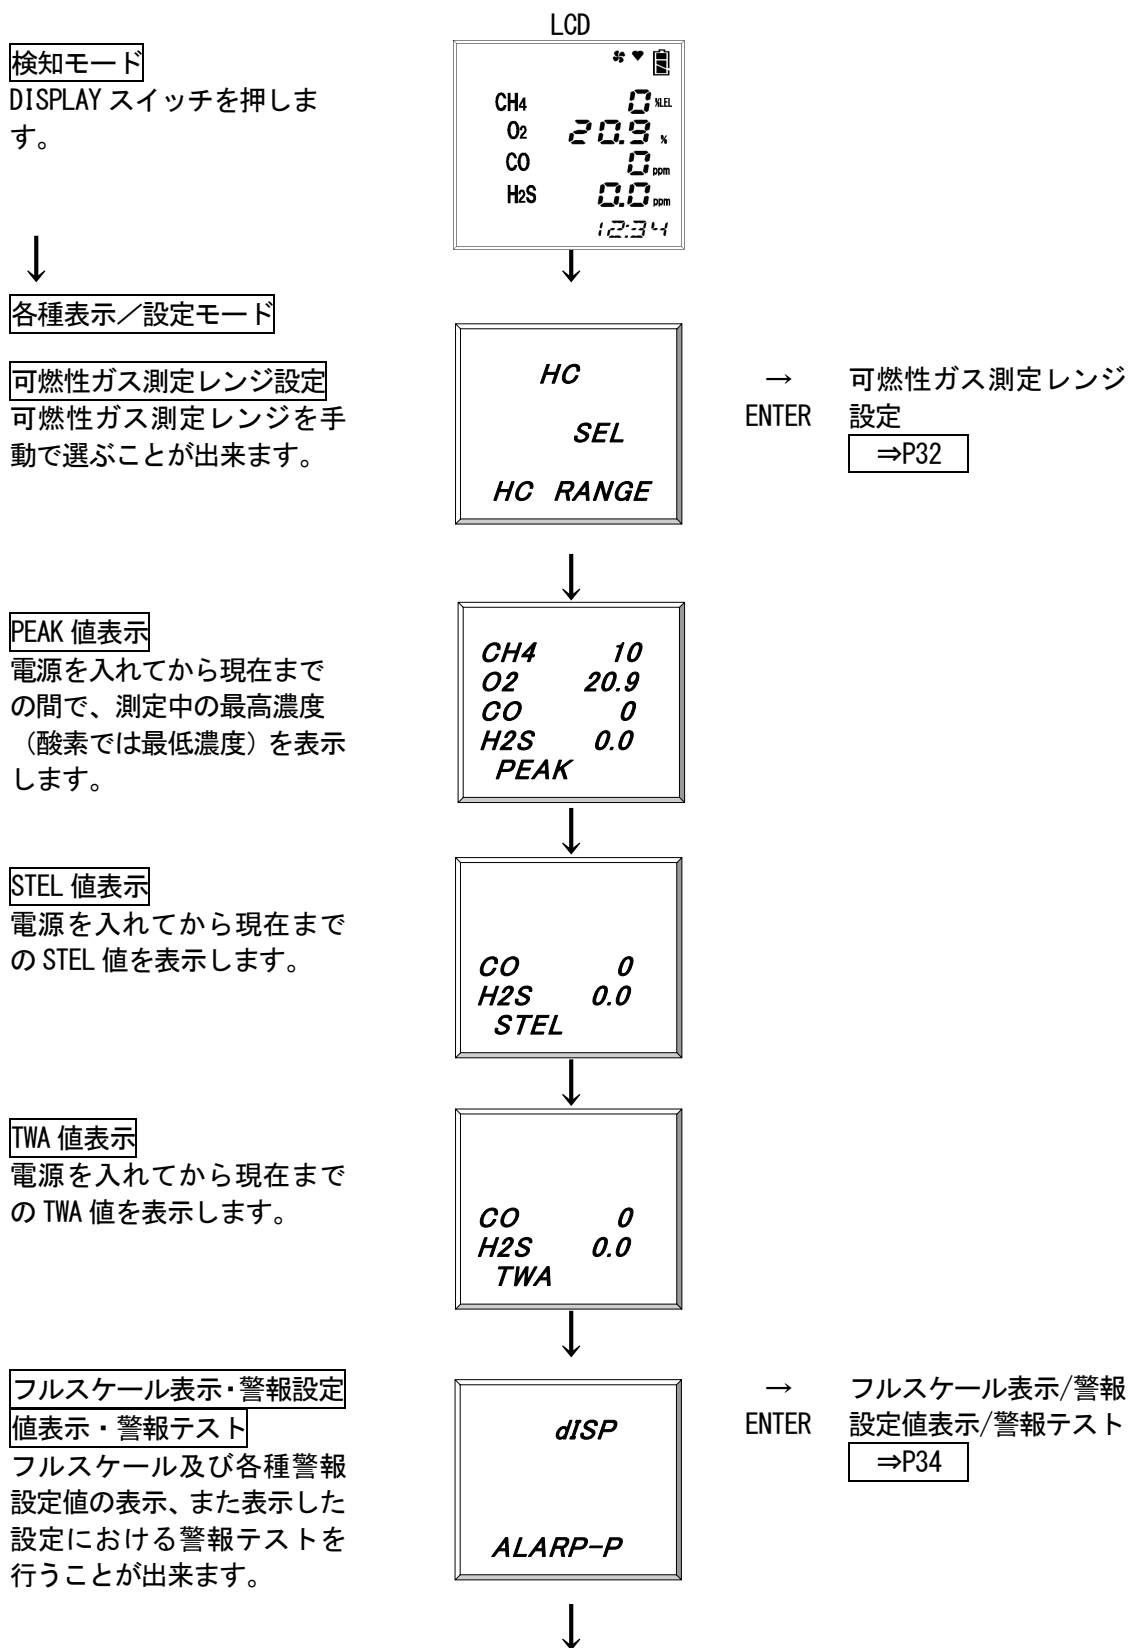 LCD
検知モード
DISPLAY スイッチを押しま
す。
CH4 0 %LEL
O2 20.9 %
CO 0 ppm
H2S 0.0 ppm
12:34
↓
↓
各種表示／設定モード
可燃性ガス測定レンジ設定
可燃性ガス測定レンジを手
動で選ぶことが出来ます。
HC
SEL
HC RANGE
→
ENTER
可燃性ガス測定レンジ
設定
⇒P32
↓
PEAK 値表示
電源を入れてから現在まで
の間で、測定中の最高濃度
（酸素では最低濃度）を表示
します。
CH4 10
O2 20.9
CO 0
H2S 0.0
PEAK
↓
STEL 値表示
電源を入れてから現在まで
の STEL 値を表示します。
CO 0
H2S 0.0
STEL
↓
TWA 値表示
電源を入れてから現在まで
の TWA 値を表示します。
CO 0
H2S 0.0
TWA
↓
フルスケール表示・警報設定
値表示・警報テスト
フルスケール及び各種警報
設定値の表示、また表示した
設定における警報テストを
行うことが出来ます。
dISP
ALARP-P
→
ENTER
フルスケール表示/警報
設定値表示/警報テスト
⇒P34
↓